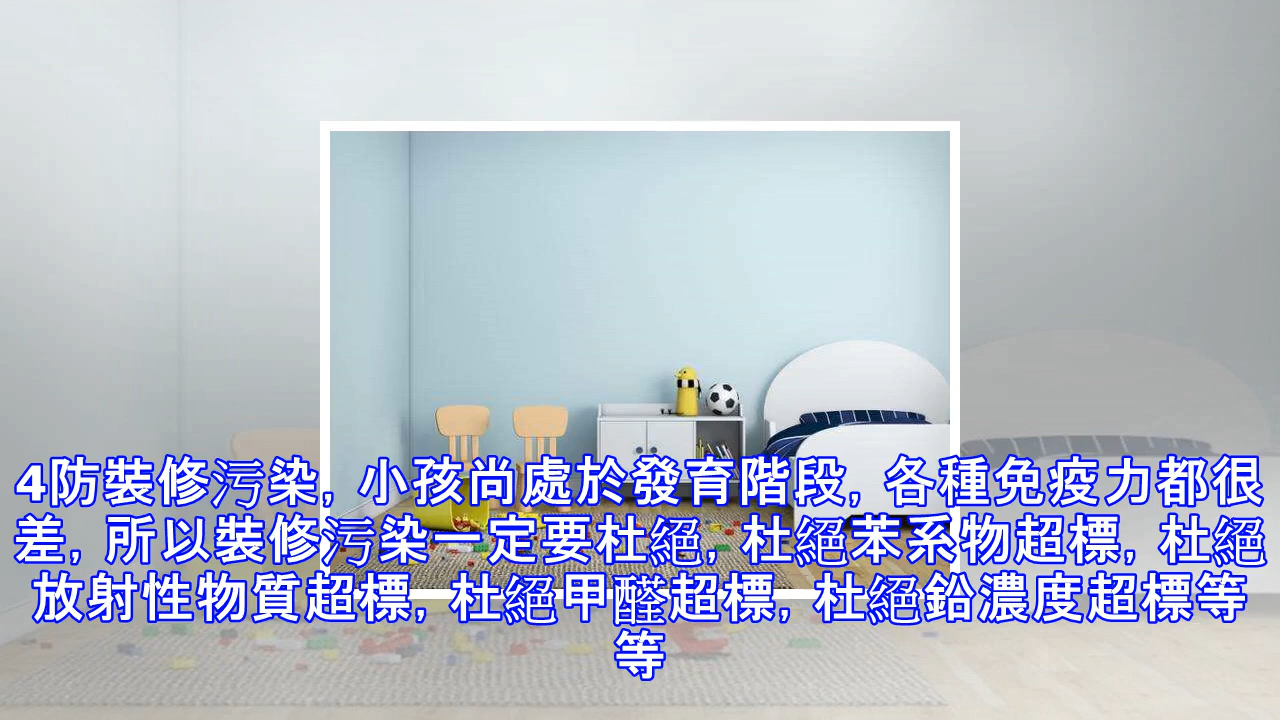 4防裝修污染, 小孩尚處於發育階段, 各種免疫力都很
差, 所以裝修污染一定要杜絕, 杜絕苯系物超標, 杜絕
放射性物質超標, 杜絕甲醛超標, 杜絕鉛濃度超標等
等